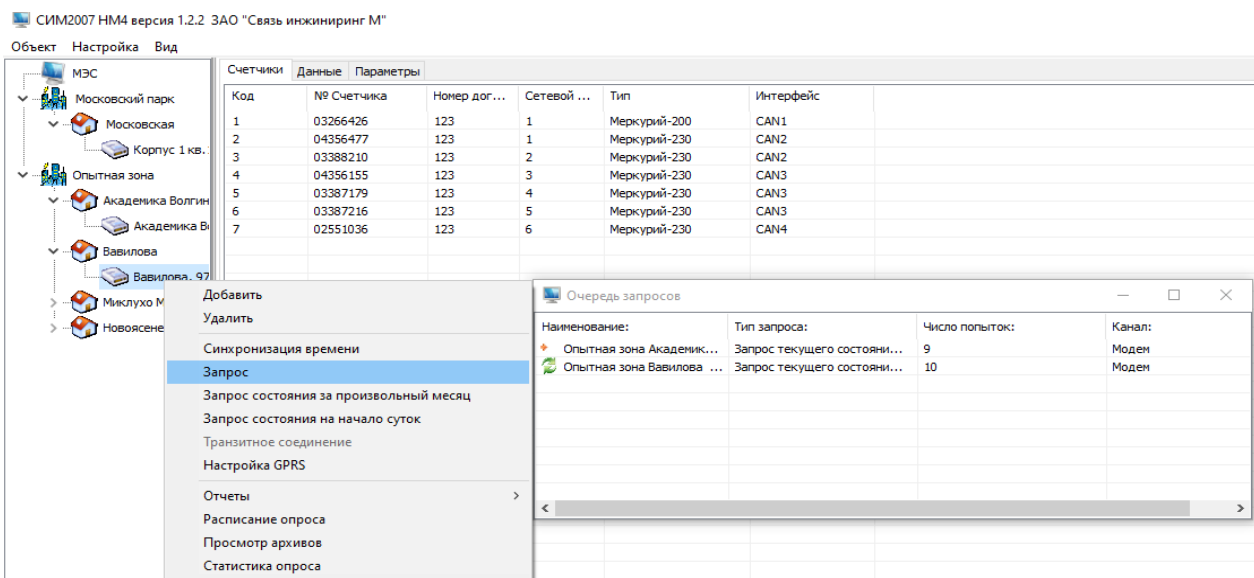 СИМ2007 НМ4 версия 1.2.2 ЗАО "Связь инжиниринг М"
Объект Настройка Вид
МЭС
Московский парк
Московская
Корпус 1 кв.
Опытная зона
Академика Волгин
Академика В
Вавилова
Вавилова, 97
Миклухо М
Новоясене
Счетчики Данные Параметры
Код № Счетчика Номер дог... Сетевой ... Тип Интерфейс
1 03266426 123 1 Меркурий-200 CAN1
2 04356477 123 1 Меркурий-230 CAN2
3 03388210 123 2 Меркурий-230 CAN2
4 04356155 123 3 Меркурий-230 CAN3
5 03387179 123 4 Меркурий-230 CAN3
6 03387216 123 5 Меркурий-230 CAN3
7 02551036 123 6 Меркурий-230 CAN4
Добавить
Удалить
Синхронизация времени
Запрос
Запрос состояния за произвольный месяц
Запрос состояния на начало суток
Транзитное соединение
Настройка GPRS
Отчеты
Расписание опроса
Просмотр архивов
Статистика опроса
Очередь запросов
Наименование: Тип запроса: Число попыток: Канал:
Опытная зона Академик... Запрос текущего состояни... 9 Модем
Опытная зона Вавилова ... Запрос текущего состояни... 10 Модем